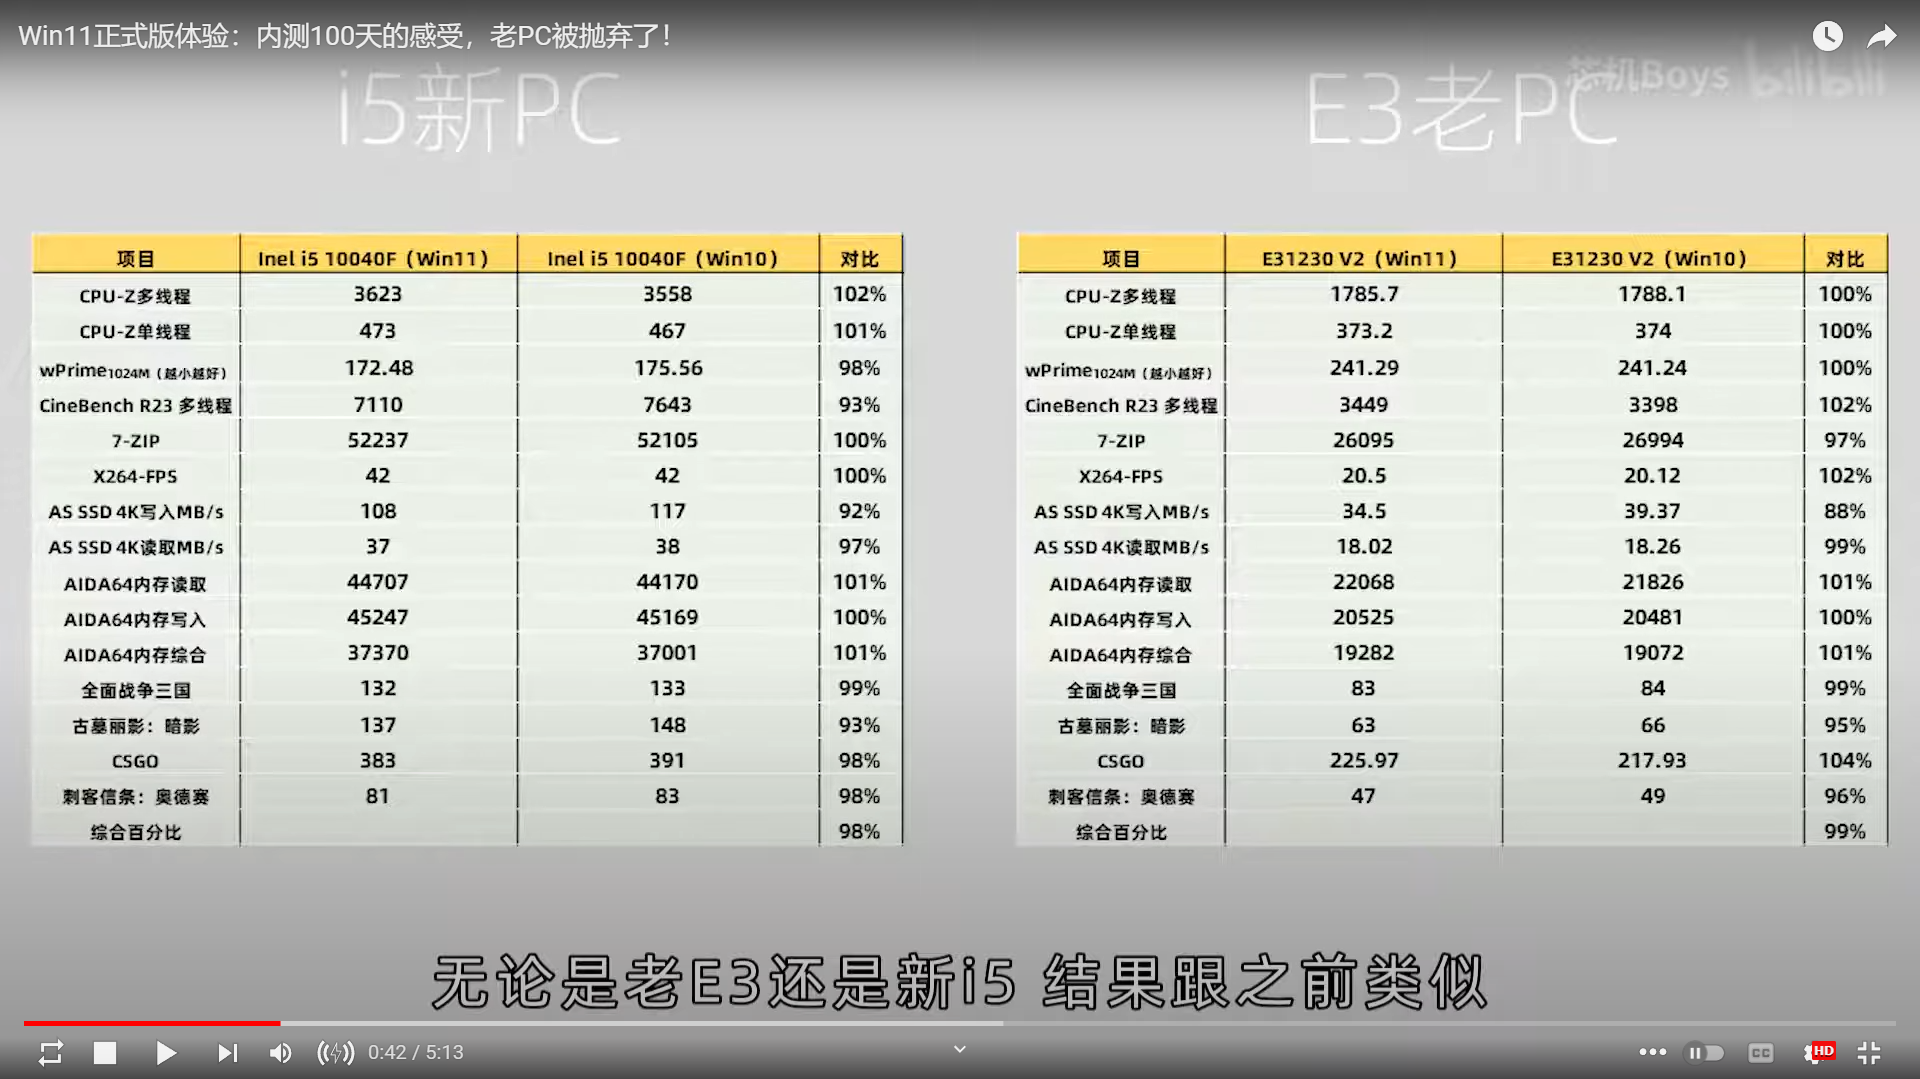 Win11正式版体验：内测100天的感受，老PC被抛弃了！
芯机Boys bilibili
i5新PC
E3老PC
项目 Inel i5 10040F（Win11） Inel i5 10040F（Win10） 对比
CPU-Z多线程 3623 3558 102%
CPU-Z单线程 473 467 101%
wPrime1024M（越小越好） 172.48 175.56 98%
CineBench R23 多线程 7110 7643 93%
7-ZIP 52237 52105 100%
X264-FPS 42 42 100%
AS SSD 4K写入MB/s 108 117 92%
AS SSD 4K读取MB/s 37 38 97%
AIDA64内存读取 44707 44170 101%
AIDA64内存写入 45247 45169 100%
AIDA64内存综合 37370 37001 101%
全面战争三国 132 133 99%
古墓丽影：暗影 137 148 93%
CSGO 383 391 98%
刺客信条：奥德赛 81 83 98%
综合百分比 98%
项目 E31230 V2（Win11） E31230 V2（Win10） 对比
CPU-Z多线程 1785.7 1788.1 100%
CPU-Z单线程 373.2 374 100%
wPrime1024M（越小越好） 241.29 241.24 100%
CineBench R23 多线程 3449 3398 102%
7-ZIP 26095 26994 97%
X264-FPS 20.5 20.12 102%
AS SSD 4K写入MB/s 34.5 39.37 88%
AS SSD 4K读取MB/s 18.02 18.26 99%
AIDA64内存读取 22068 21826 101%
AIDA64内存写入 20525 20481 100%
AIDA64内存综合 19282 19072 101%
全面战争三国 83 84 99%
古墓丽影：暗影 63 66 95%
CSGO 225.97 217.93 104%
刺客信条：奥德赛 47 49 96%
综合百分比 99%
无论是老E3还是新i5 结果跟之前类似
0:42 / 5:13
CC
HD